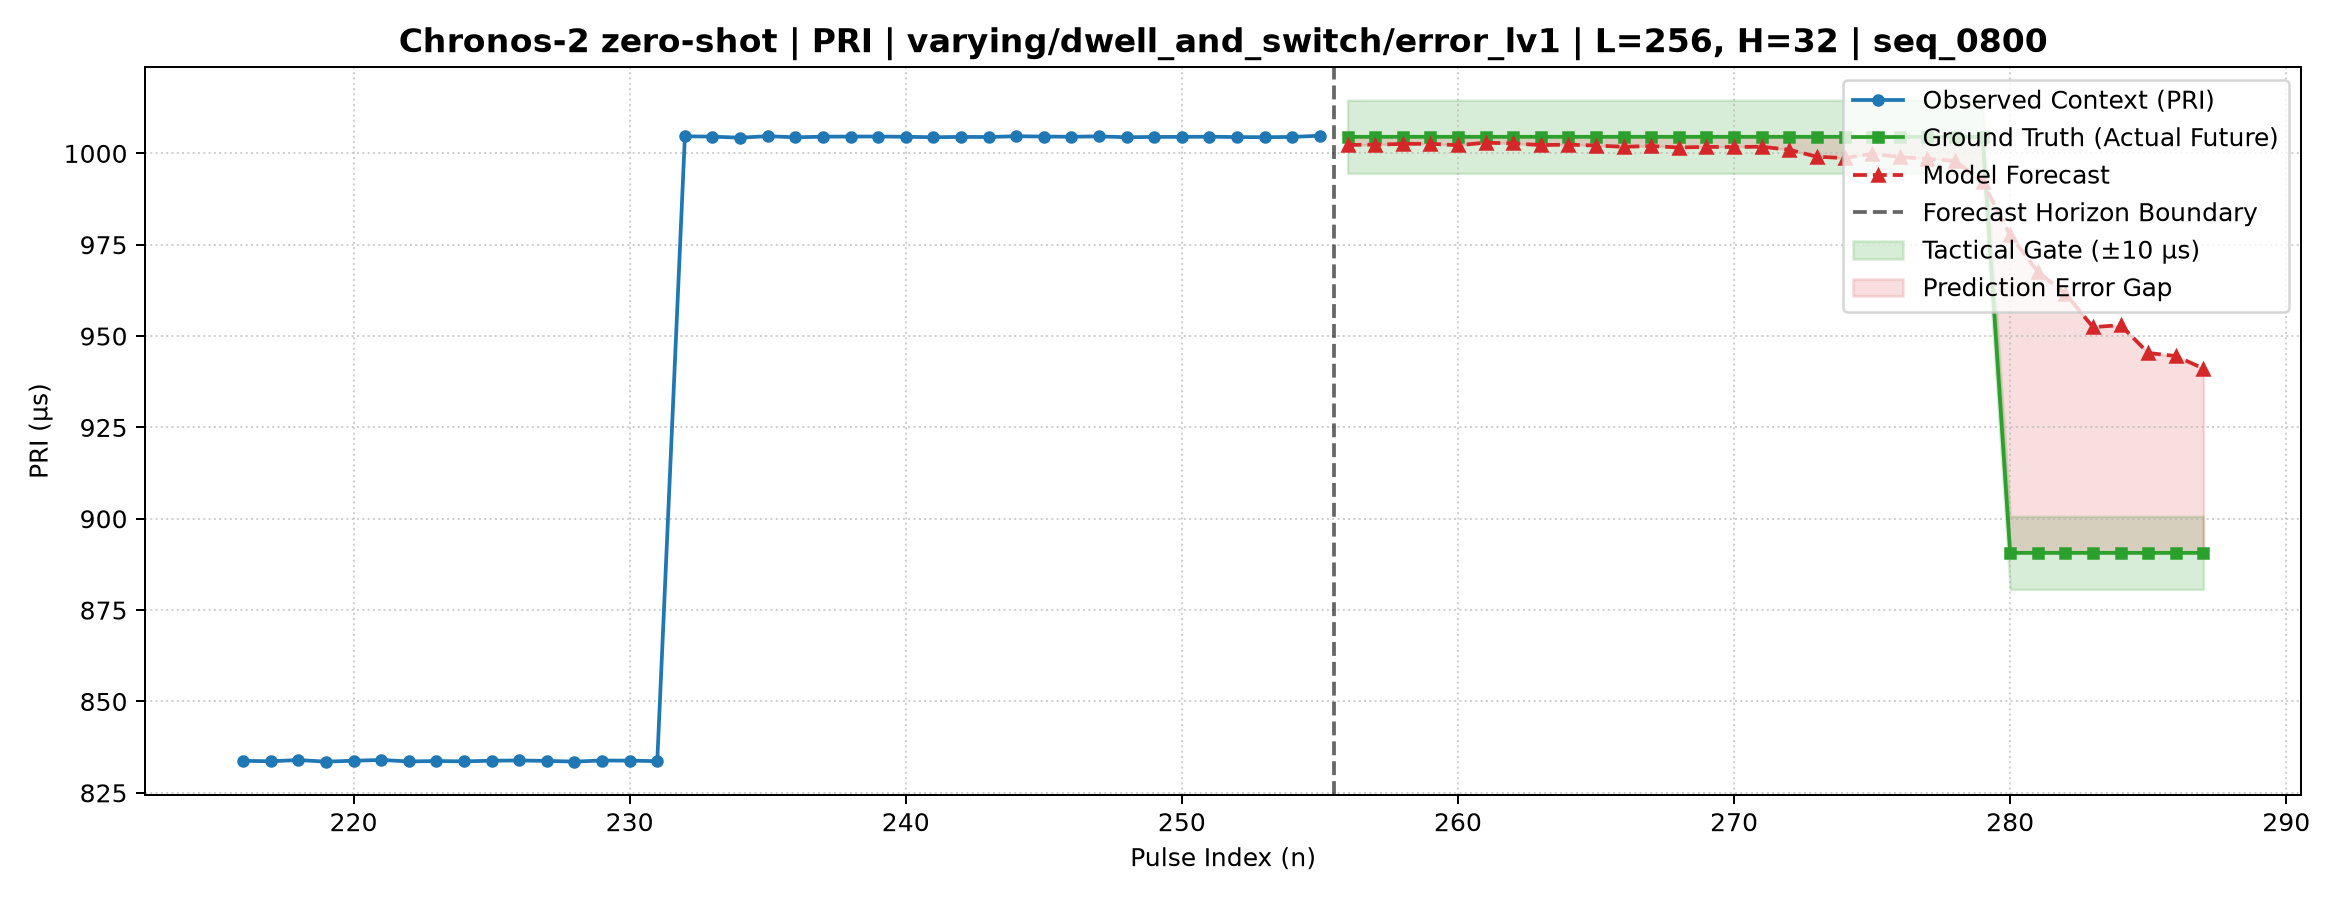 Chronos-2 zero-shot | PRI | varying/dwell_and_switch/error_lv1 | L=256, H=32 | seq_0800
Observed Context (PRI)
Ground Truth (Actual Future)
Model Forecast
Forecast Horizon Boundary
Tactical Gate (±10 µs)
Prediction Error Gap
PRI (µs)
1000
975
950
925
900
875
850
825
220
230
240
250
260
270
280
290
Pulse Index (n)